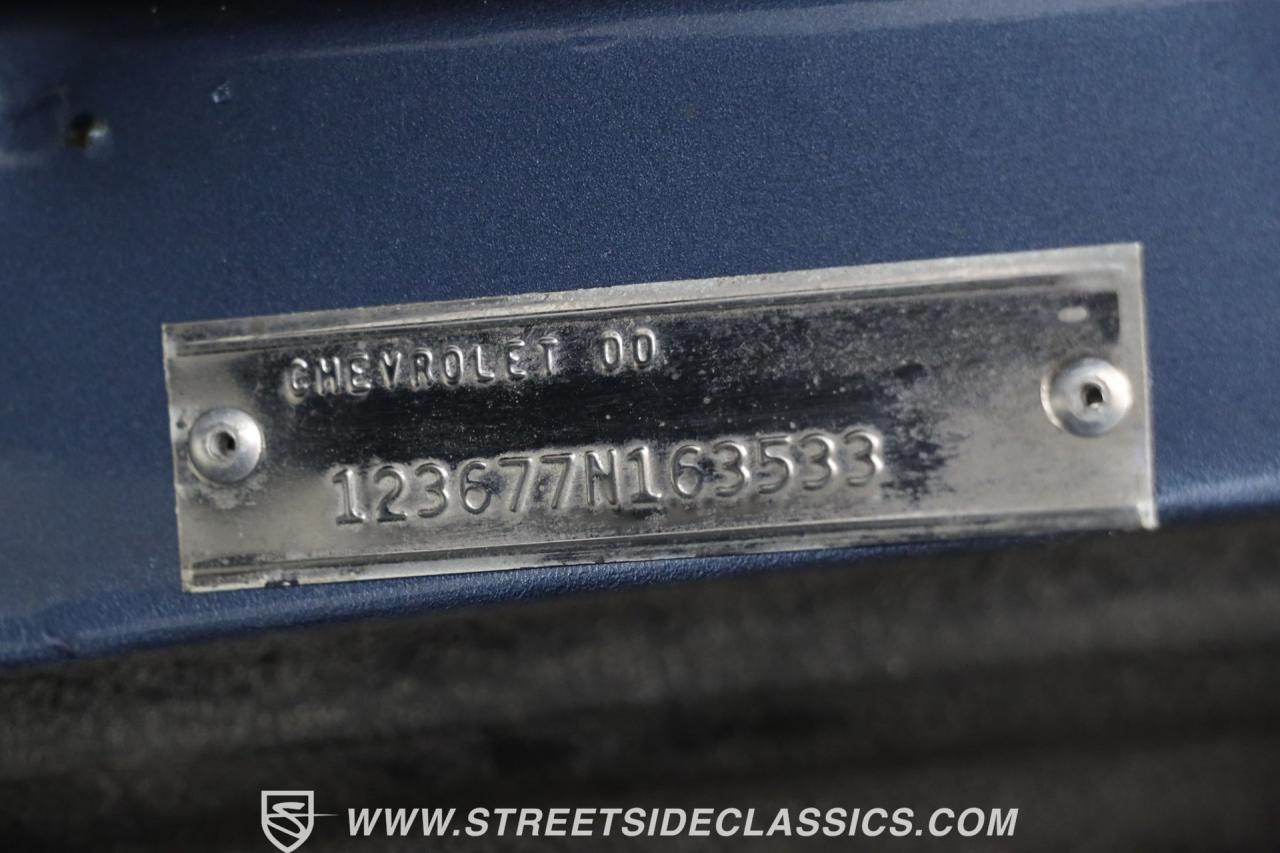 CHEVROLET 00
123677N163533
WWW.STREETSIDECLASSICS.COM